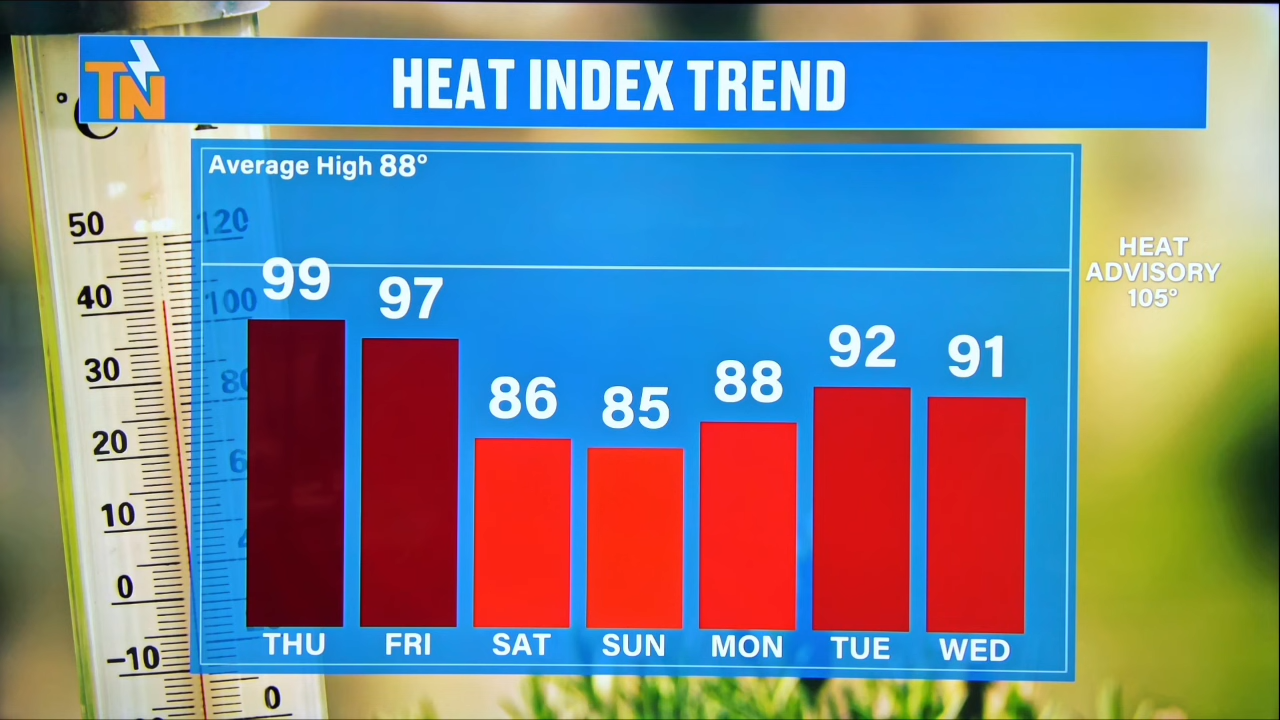 TN
HEAT INDEX TREND
°C
Average High 88°
50
120
HEAT
ADVISORY
105°
99
97
40
100
92
91
30
80
86
85
88
20
10
0
-10
0
THU FRI SAT SUN MON TUE WED